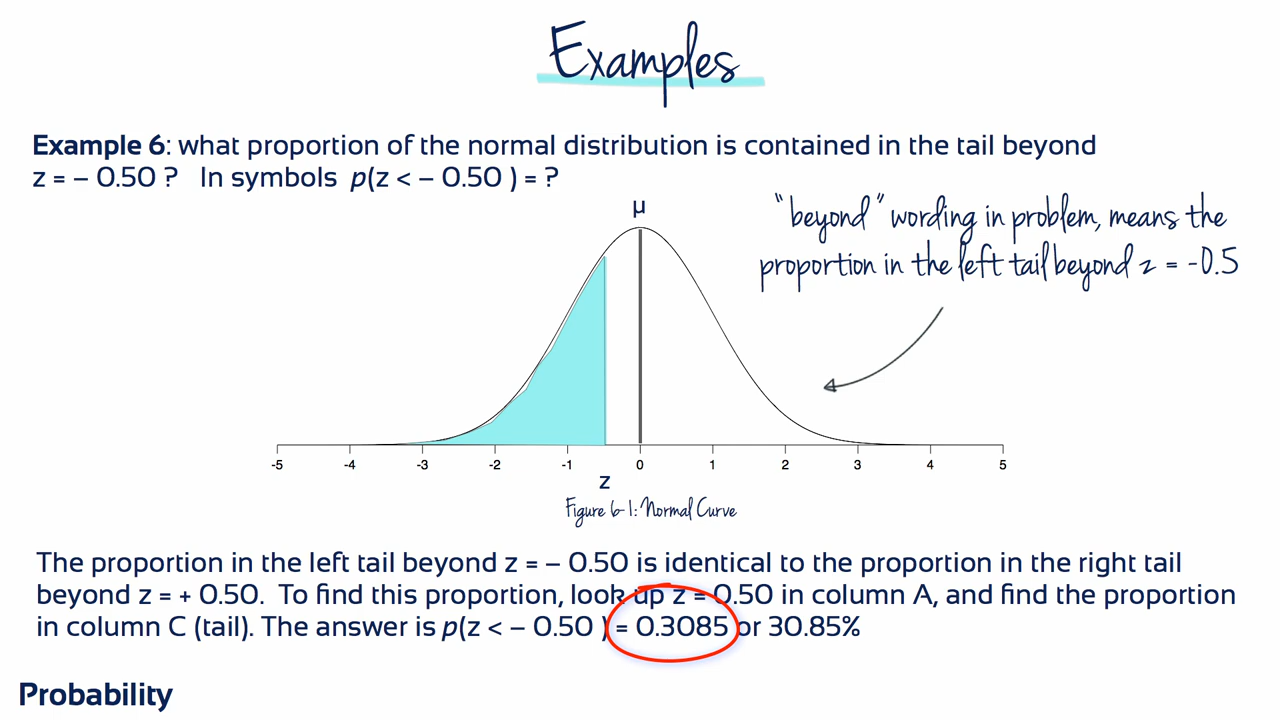 Examples
Example 6: what proportion of the normal distribution is contained in the tail beyond
z = – 0.50 ?   In symbols  p(z < – 0.50 ) = ?
μ
"beyond" wording in problem, means the
proportion in the left tail beyond z = -0.5
-5 -4 -3 -2 -1 0 1 2 3 4 5
z
Figure 6-1: Normal Curve
The proportion in the left tail beyond z = – 0.50 is identical to the proportion in the right tail
beyond z = + 0.50.  To find this proportion, look up z = 0.50 in column A, and find the proportion
in column C (tail). The answer is p(z < – 0.50 ) = 0.3085 or 30.85%
Probability